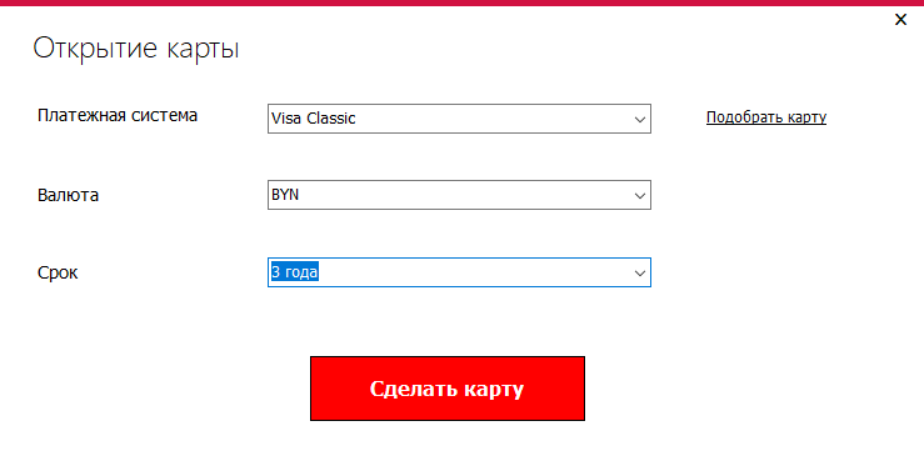 x
Открытие карты
Платежная система Visa Classic Подобрать карту
Валюта BYN
Срок 3 года
Сделать карту